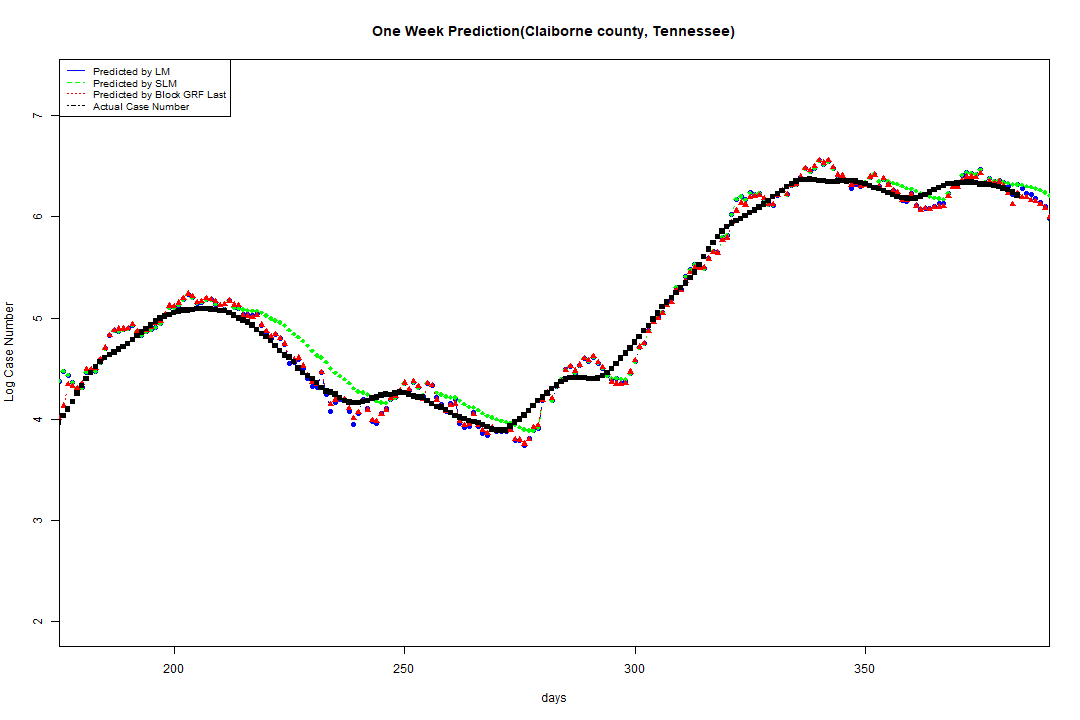 One Week Prediction(Claiborne county, Tennessee)
Predicted by LM
Predicted by SLM
Predicted by Block GRF Last
Actual Case Number
7
6
5
4
3
2
Log Case Number
200
250
300
350
days